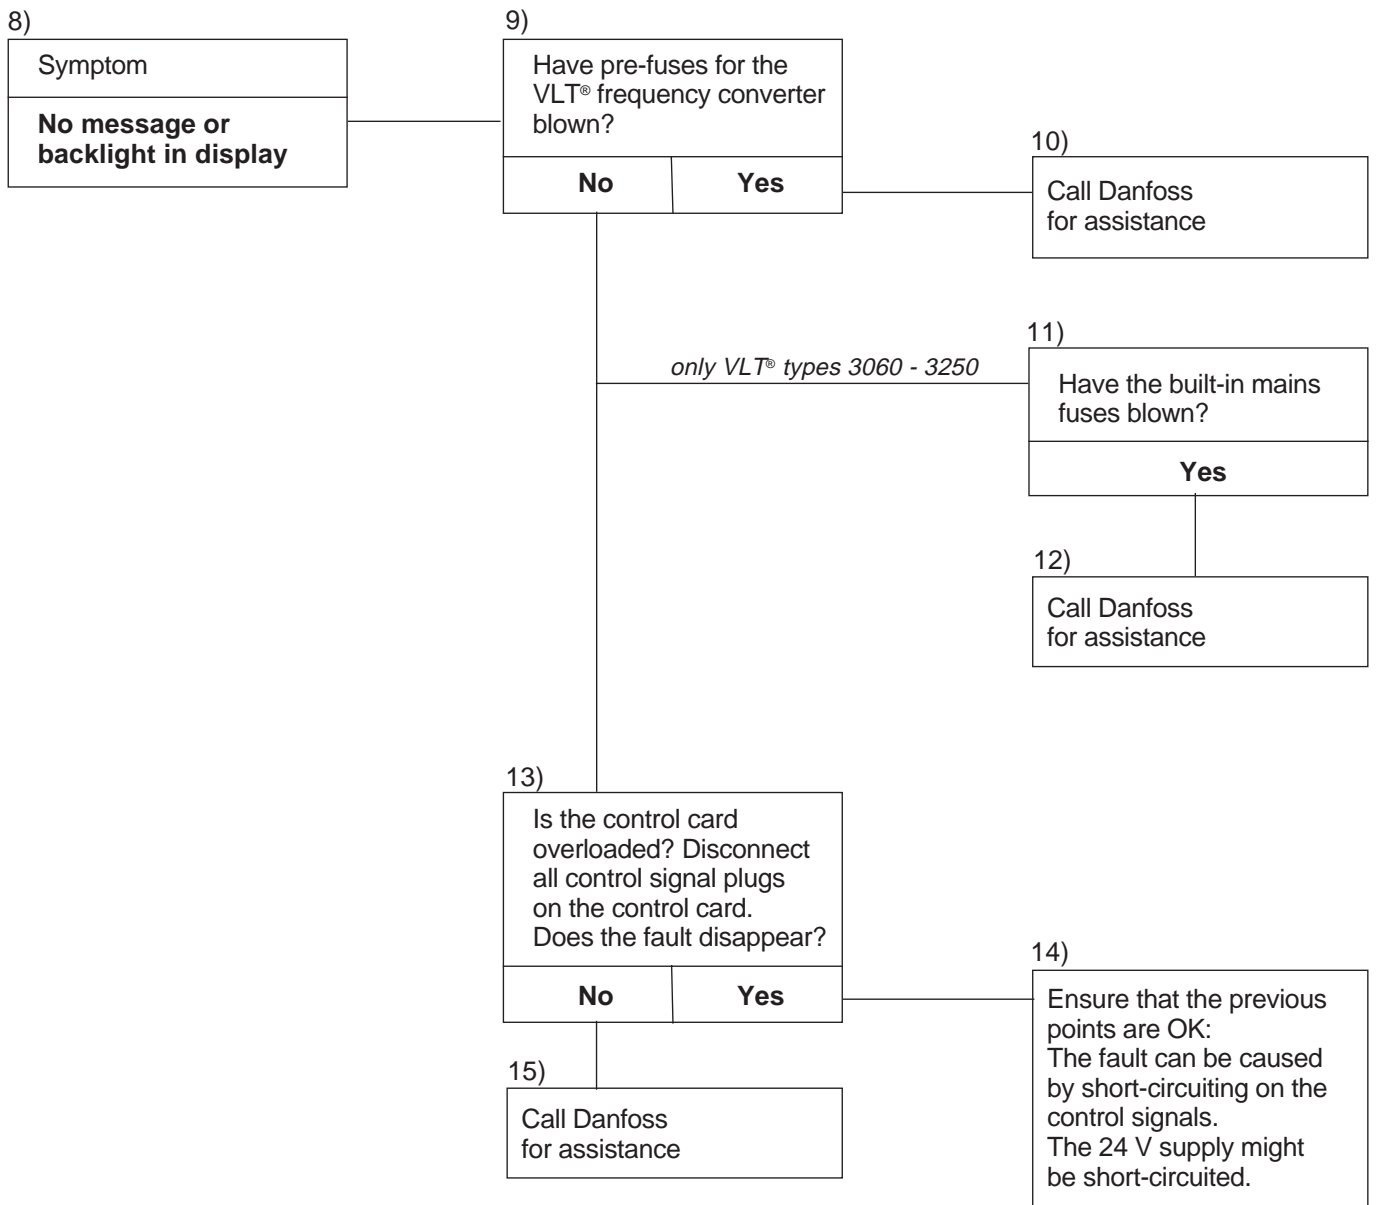 8)
Symptom
No message or
backlight in display
9)
Have pre-fuses for the
VLT® frequency converter
blown?
No
Yes
10)
Call Danfoss
for assistance
only VLT® types 3060 - 3250
11)
Have the built-in mains
fuses blown?
Yes
12)
Call Danfoss
for assistance
13)
Is the control card
overloaded? Disconnect
all control signal plugs
on the control card.
Does the fault disappear?
No
Yes
14)
Ensure that the previous
points are OK:
The fault can be caused
by short-circuiting on the
control signals.
The 24 V supply might
be short-circuited.
15)
Call Danfoss
for assistance